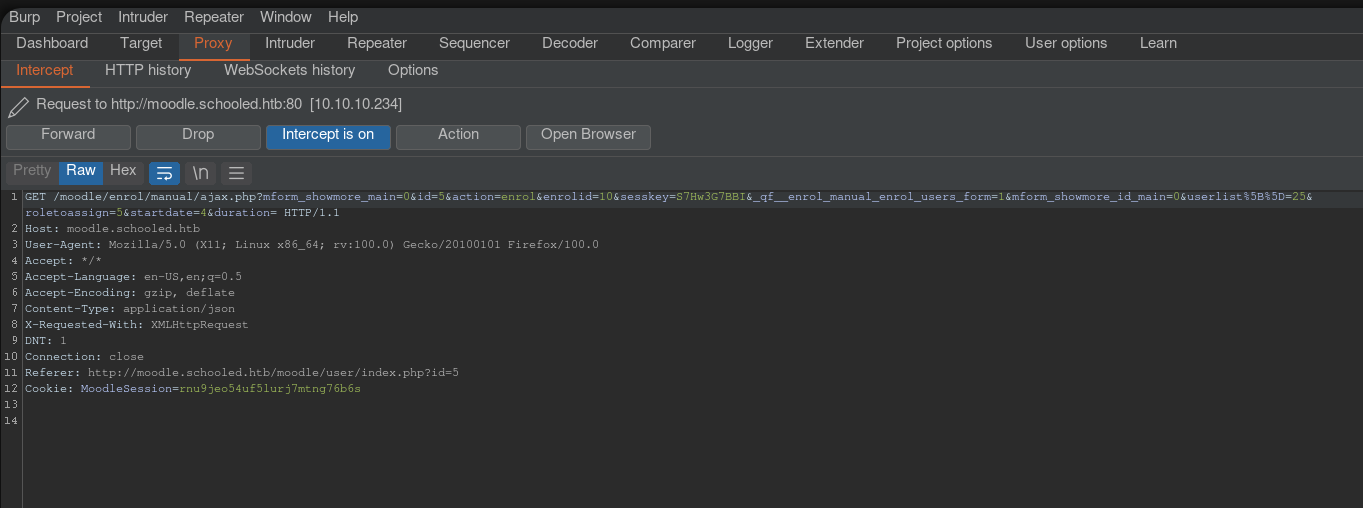 Burp Project Intruder Repeater Window Help
Dashboard Target Proxy Intruder Repeater Sequencer Decoder Comparer Logger Extender Project options User options Learn
Intercept HTTP history WebSockets history Options
Request to http://moodle.schooled.htb:80 [10.10.10.234]
Forward Drop Intercept is on Action Open Browser
Pretty Raw Hex \n
1 GET /moodle/enrol/manual/ajax.php?mform_showmore_main=0&id=5&action=enrol&enrolid=10&sesskey=S7Hw3G7BBI&_qf__enrol_manual_enrol_users_form=1&mform_showmore_id_main=0&userlist%5B%5D=25&
roletoassign=5&startdate=4&duration= HTTP/1.1
2 Host: moodle.schooled.htb
3 User-Agent: Mozilla/5.0 (X11; Linux x86_64; rv:100.0) Gecko/20100101 Firefox/100.0
4 Accept: */*
5 Accept-Language: en-US,en;q=0.5
6 Accept-Encoding: gzip, deflate
7 Content-Type: application/json
8 X-Requested-With: XMLHttpRequest
9 DNT: 1
10 Connection: close
11 Referer: http://moodle.schooled.htb/moodle/user/index.php?id=5
12 Cookie: MoodleSession=rnu9jeo54uf5lurj7mtng76b6s
13
14